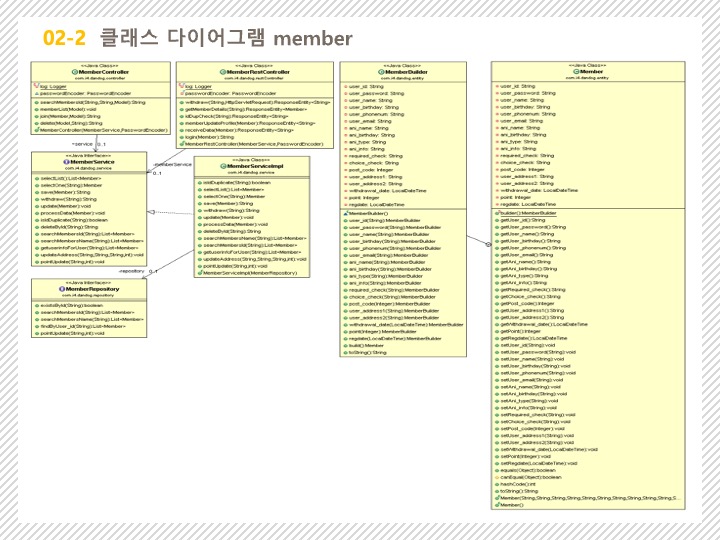 02-2 클래스 다이어그램 member
<<Java Class>>
MemberController
com.r4.dandog.controller
log: Logger
passwordEncoder: PasswordEncoder
searchMembersId(String,String,Model):String
memberList(Model):void
join(Member,Model):String
delete(Model,String):String
MemberController(MemberService,PasswordEncoder)
<<Java Class>>
MemberRestController
com.r4.dandog.restController
log: Logger
passwordEncoder: PasswordEncoder
withdraw(String,HttpServletRequest):ResponseEntity<String>
getMemberDetails(String):ResponseEntity<Member>
idDupCheck(String):ResponseEntity<String>
memberUpdateProfile(Member):ResponseEntity<String>
receiveData(Member):ResponseEntity<String>
login(Member):String
MemberRestController(MemberService,PasswordEncoder)
<<Java Class>>
MemberBuilder
com.r4.dandog.entity
user_id: String
user_password: String
user_name: String
user_birthday: String
user_phonenum: String
user_email: String
ani_name: String
ani_birthday: String
ani_type: String
ani_info: String
required_check: String
choice_check: String
post_code: Integer
user_address1: String
user_address2: String
withdrawal_date: LocalDateTime
point: Integer
regdate: LocalDateTime
MemberBuilder()
user_id(String):MemberBuilder
user_password(String):MemberBuilder
user_name(String):MemberBuilder
user_birthday(String):MemberBuilder
user_phonenum(String):MemberBuilder
user_email(String):MemberBuilder
ani_name(String):MemberBuilder
ani_birthday(String):MemberBuilder
ani_type(String):MemberBuilder
ani_info(String):MemberBuilder
required_check(String):MemberBuilder
choice_check(String):MemberBuilder
post_code(Integer):MemberBuilder
user_address1(String):MemberBuilder
user_address2(String):MemberBuilder
withdrawal_date(LocalDateTime):MemberBuilder
point(Integer):MemberBuilder
regdate(LocalDateTime):MemberBuilder
build():Member
toString():String
<<Java Class>>
Member
com.r4.dandog.entity
user_id: String
user_password: String
user_name: String
user_birthday: String
user_phonenum: String
user_email: String
ani_name: String
ani_birthday: String
ani_type: String
ani_info: String
required_check: String
choice_check: String
post_code: Integer
user_address1: String
user_address2: String
withdrawal_date: LocalDateTime
point: Integer
regdate: LocalDateTime
builder():MemberBuilder
getUser_id():String
getUser_password():String
getUser_name():String
getUser_birthday():String
getUser_phonenum():String
getUser_email():String
getAni_name():String
getAni_birthday():String
getAni_type():String
getAni_info():String
getRequired_check():String
getChoice_check():String
getPost_code():Integer
getUser_address1():String
getUser_address2():String
getWithdrawal_date():LocalDateTime
getPoint():Integer
getRegdate():LocalDateTime
setUser_id(String):void
setUser_password(String):void
setUser_name(String):void
setUser_birthday(String):void
setUser_phonenum(String):void
setUser_email(String):void
setAni_name(String):void
setAni_birthday(String):void
setAni_type(String):void
setAni_info(String):void
setRequired_check(String):void
setChoice_check(String):void
setPost_code(Integer):void
setUser_address1(String):void
setUser_address2(String):void
setWithdrawal_date(LocalDateTime):void
setPoint(Integer):void
setRegdate(LocalDateTime):void
equals(Object):boolean
canEqual(Object):boolean
hashCode():int
toString():String
Member(String,String,String,String,String,String,String,String,String,String,S...
Member()
+service 0..1
<<Java Interface>>
MemberService
com.r4.dandog.service
selectList():List<Member>
selectOne(String):Member
save(Member):String
withdraw(String):String
update(Member):void
processData(Member):void
isIdDuplicate(String):boolean
deleteById(String):String
searchMembersId(String):List<Member>
searchMembersName(String):List<Member>
getuserinfoForUser(String):List<Member>
updateAddress(String,String,String,int):void
pointUpdate(String,int):void
-memberService
0..1
<<Java Class>>
MemberServiceImpl
com.r4.dandog.service
isIdDuplicate(String):boolean
selectList():List<Member>
selectOne(String):Member
save(Member):String
withdraw(String):String
update(Member):void
processData(Member):void
deleteById(String):String
searchMembersName(String):List<Member>
searchMembersId(String):List<Member>
getuserinfoForUser(String):List<Member>
updateAddress(String,String,String,int):void
pointUpdate(String,int):void
MemberServiceImpl(MemberRepository)
-repository 0..1
<<Java Interface>>
MemberRepository
com.r4.dandog.repository
existsById(String):boolean
searchMembersId(String):List<Member>
searchMembersName(String):List<Member>
findByUser_id(String):List<Member>
pointUpdate(String,int):void